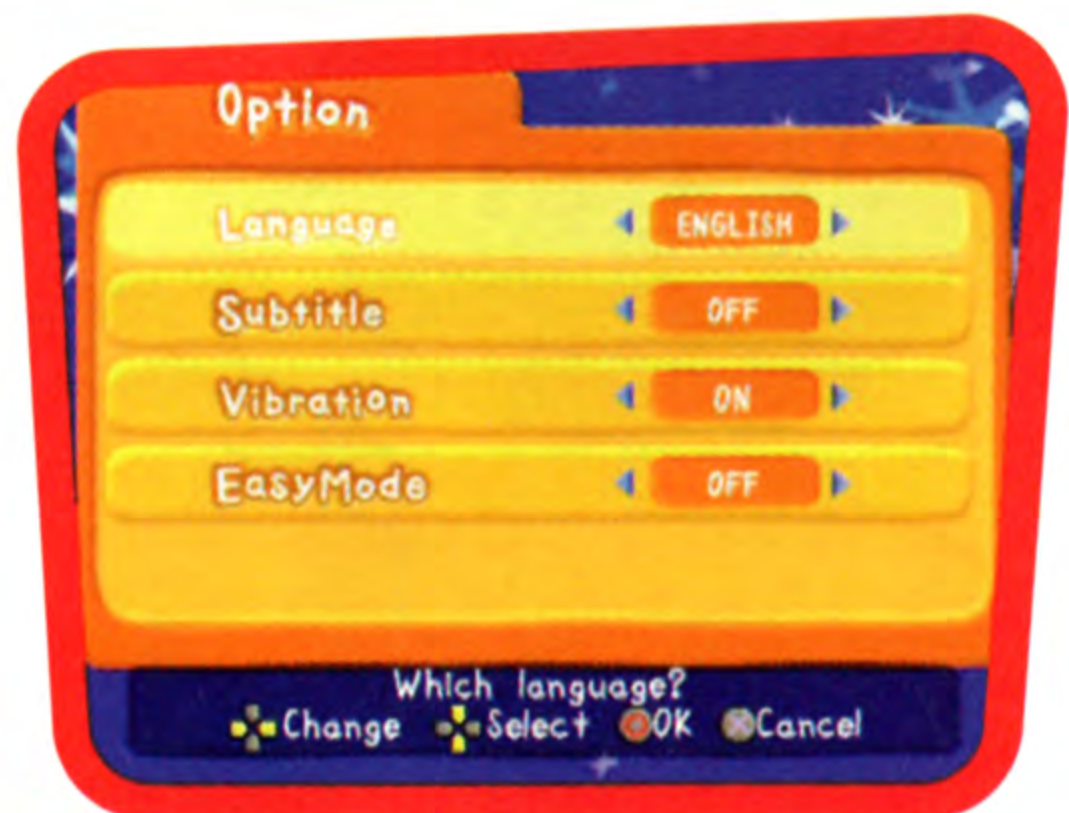 Option
Language ENGLISH
Subtitle OFF
Vibration ON
EasyMode OFF
Which language?
Change Select OK Cancel